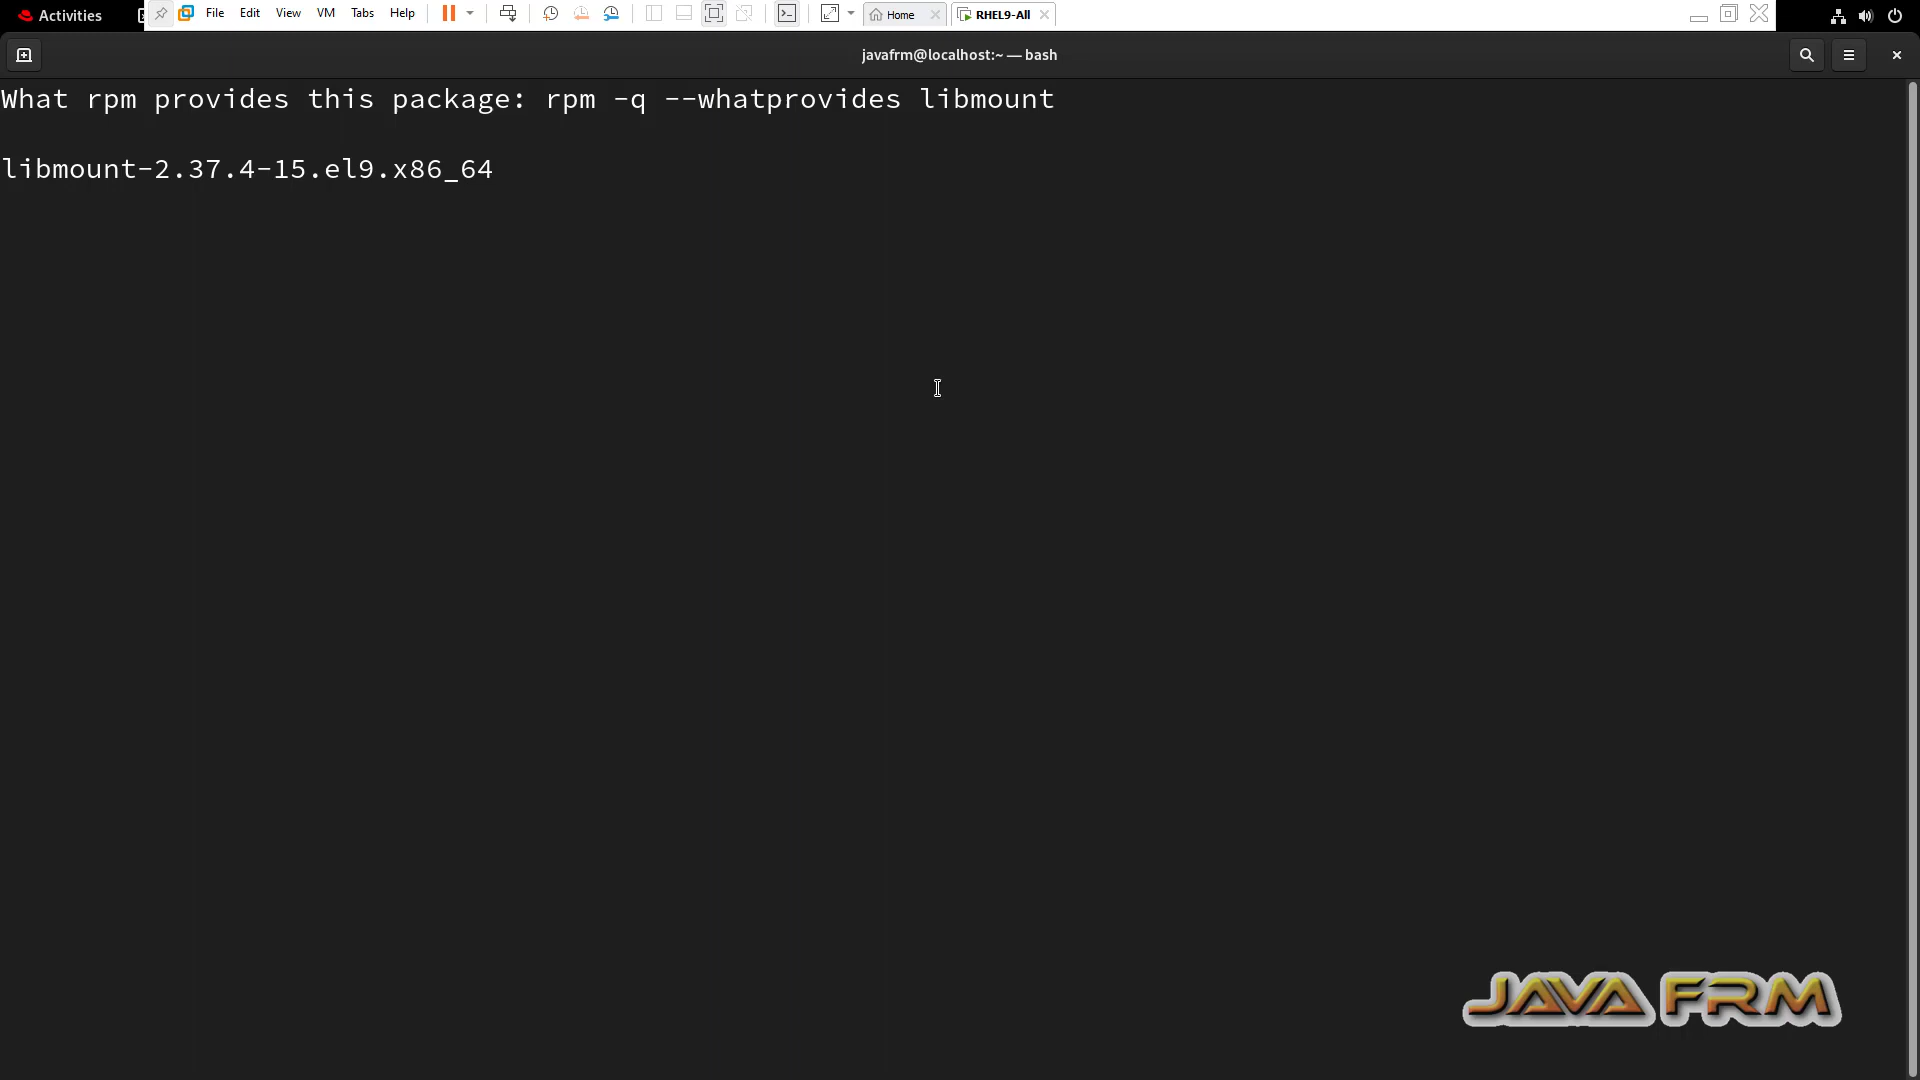 Activities
File Edit View VM Tabs Help
Home
RHEL9-All
javafrm@localhost:~ — bash
What rpm provides this package: rpm -q --whatprovides libmount
libmount-2.37.4-15.el9.x86_64
JAVA FRM